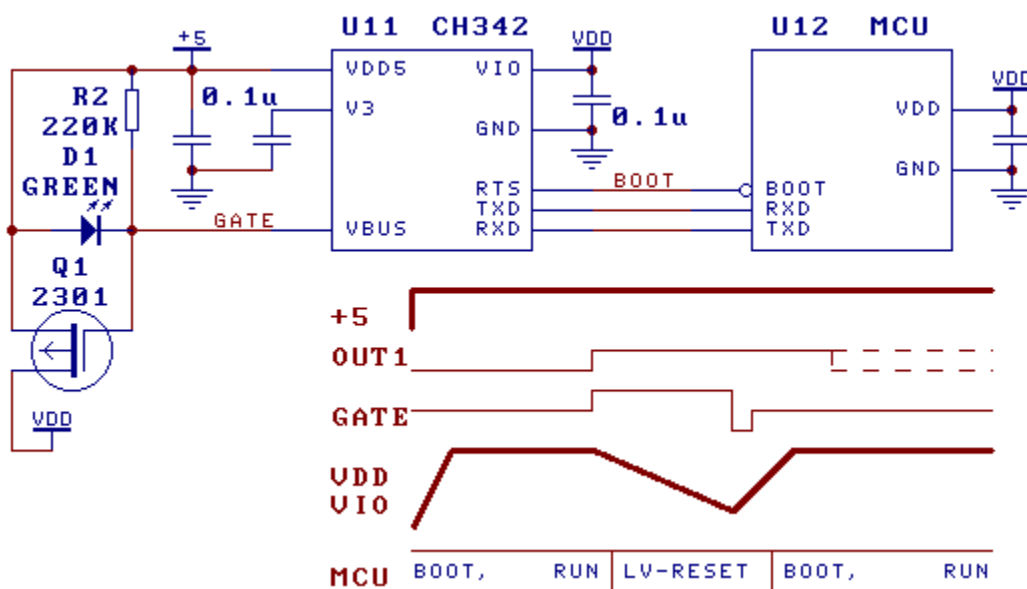 U11 CH342
U12 MCU
+5
VDD5
V3
VBUS
VIO
GND
RTS
TXD
RXD
VDD
0.1u
0.1u
R2
220K
D1
GREEN
GATE
Q1
2301
VDD
BOOT
BOOT
RXD
TXD
VDD
GND
VDD
+5
OUT1
GATE
VDD
VIO
MCU
BOOT, RUN
LV-RESET
BOOT, RUN